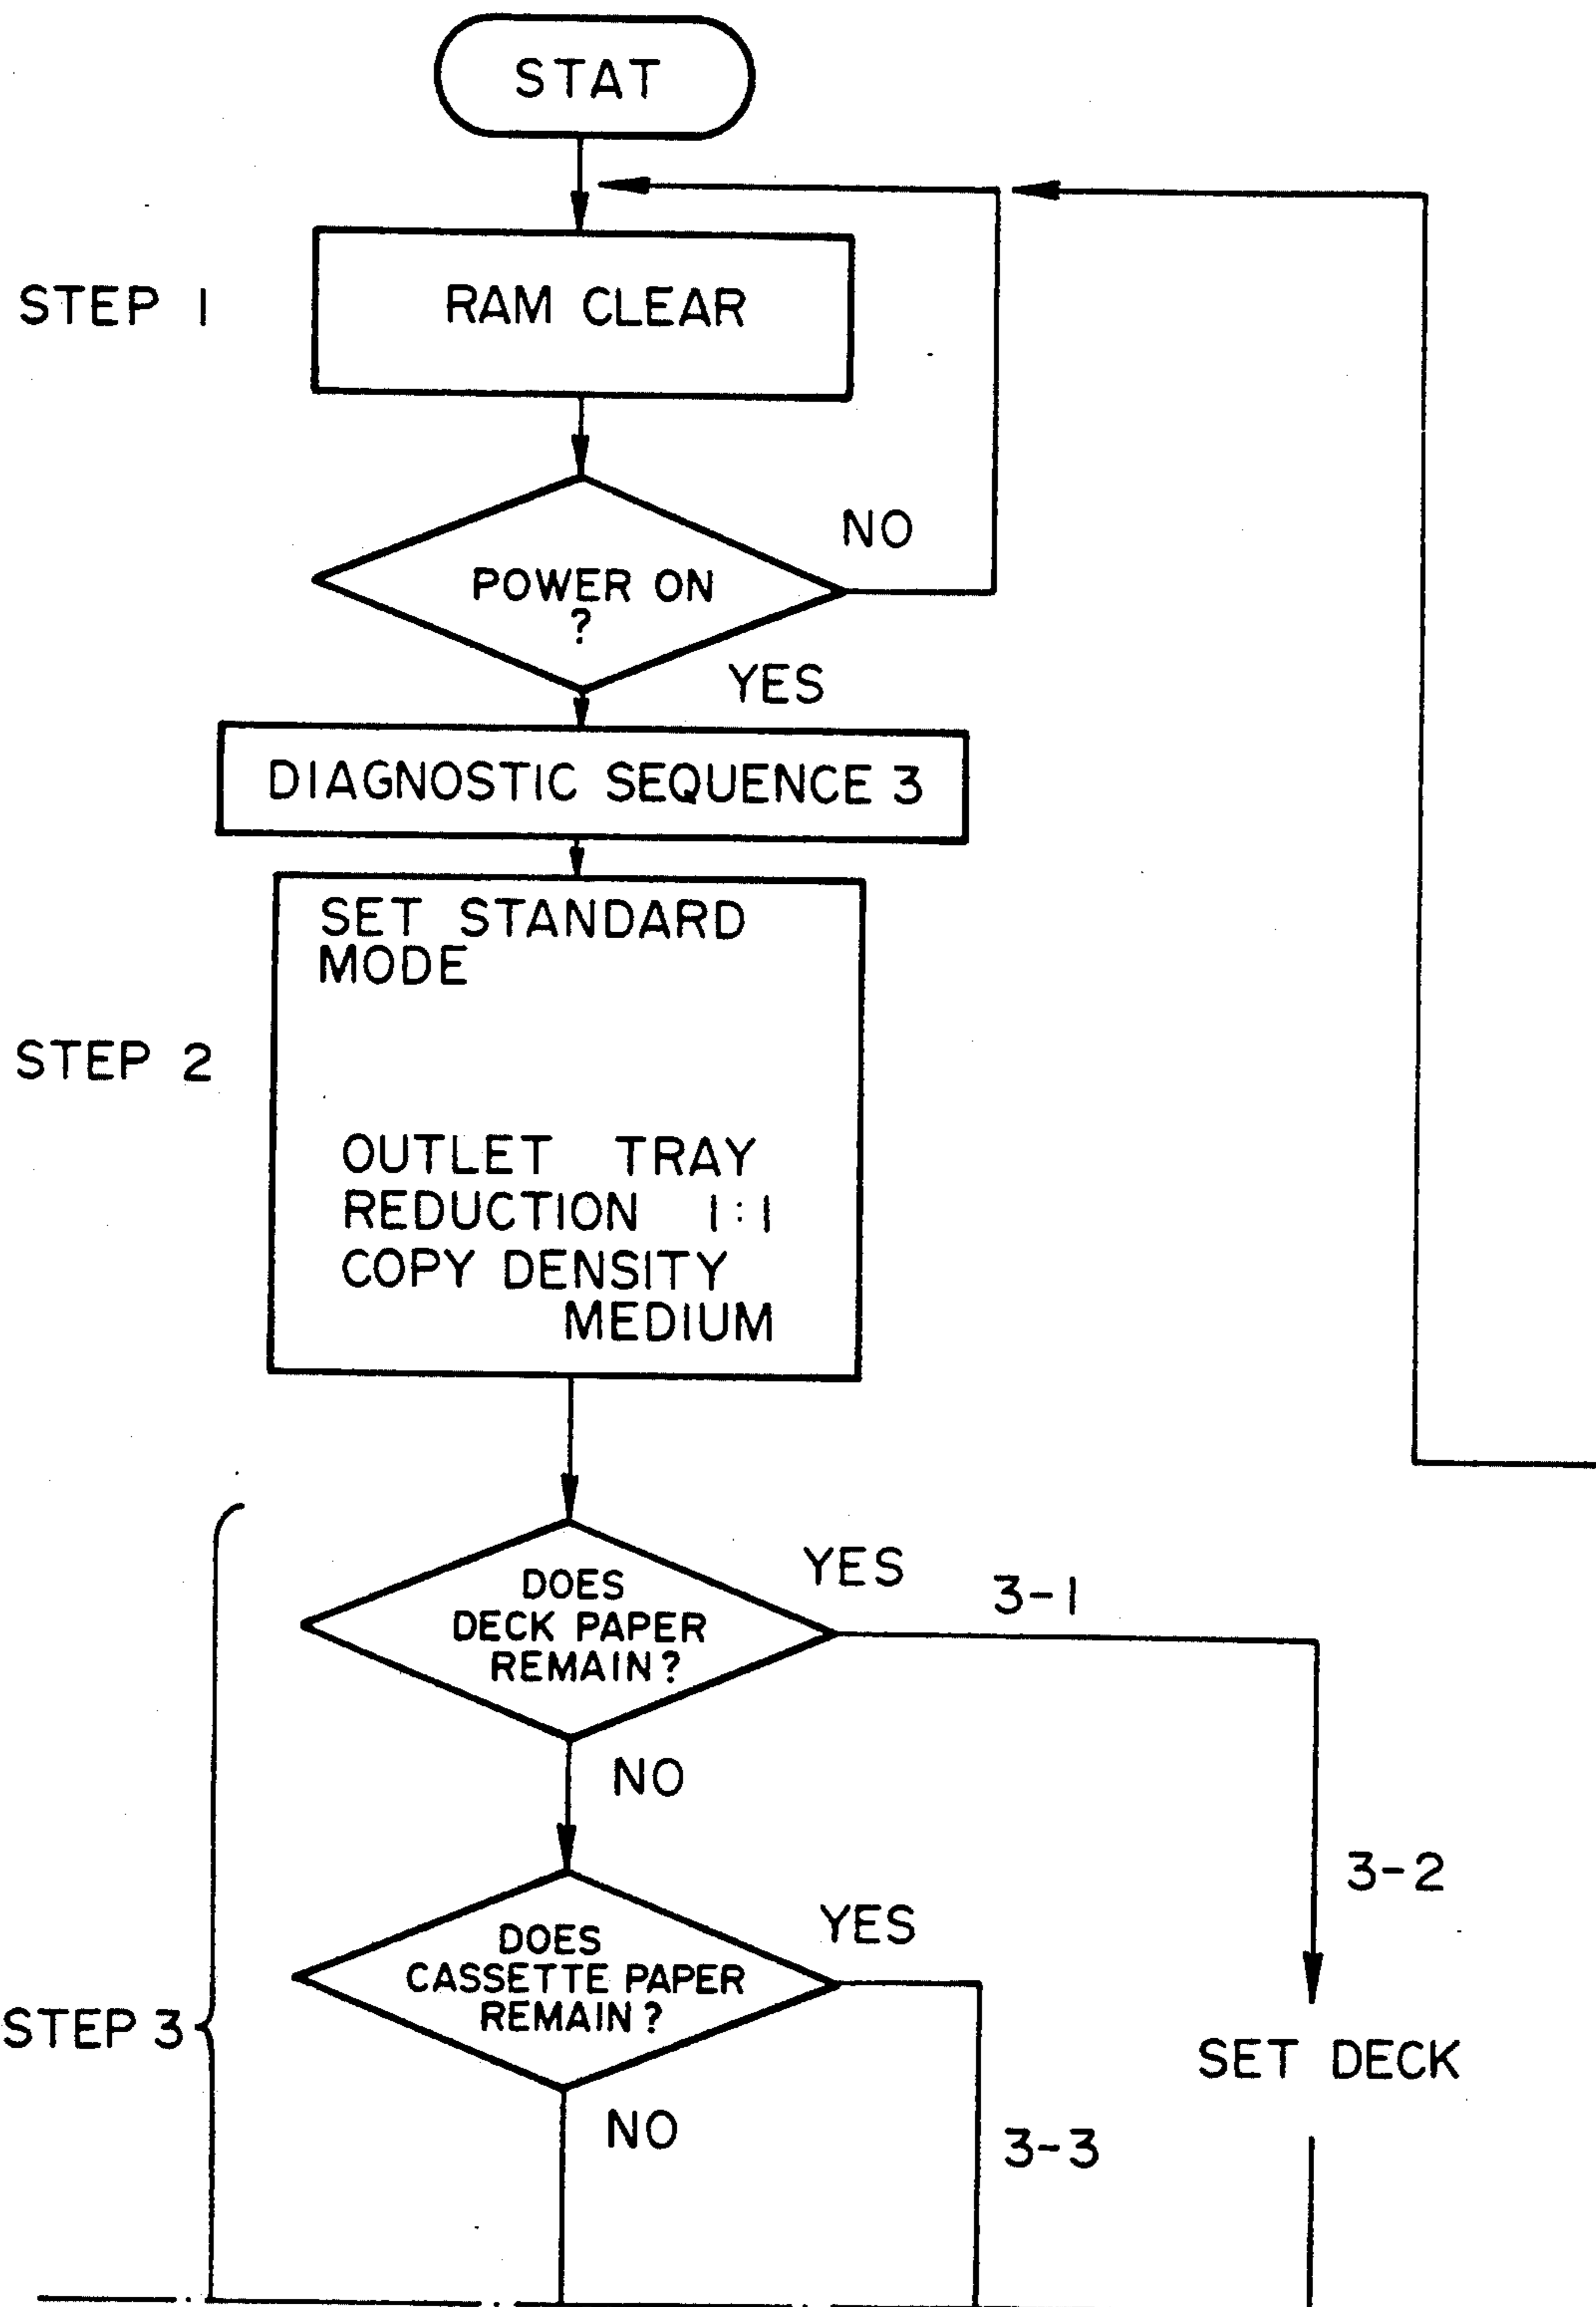 STAT
STEP 1
RAM CLEAR
NO
POWER ON
?
YES
DIAGNOSTIC SEQUENCE 3
SET STANDARD
MODE
STEP 2
OUTLET TRAY
REDUCTION 1:1
COPY DENSITY
MEDIUM
YES
3-1
DOES
DECK PAPER
REMAIN?
NO
3-2
YES
DOES
CASSETTE PAPER
REMAIN?
STEP 3
SET DECK
NO
3-3